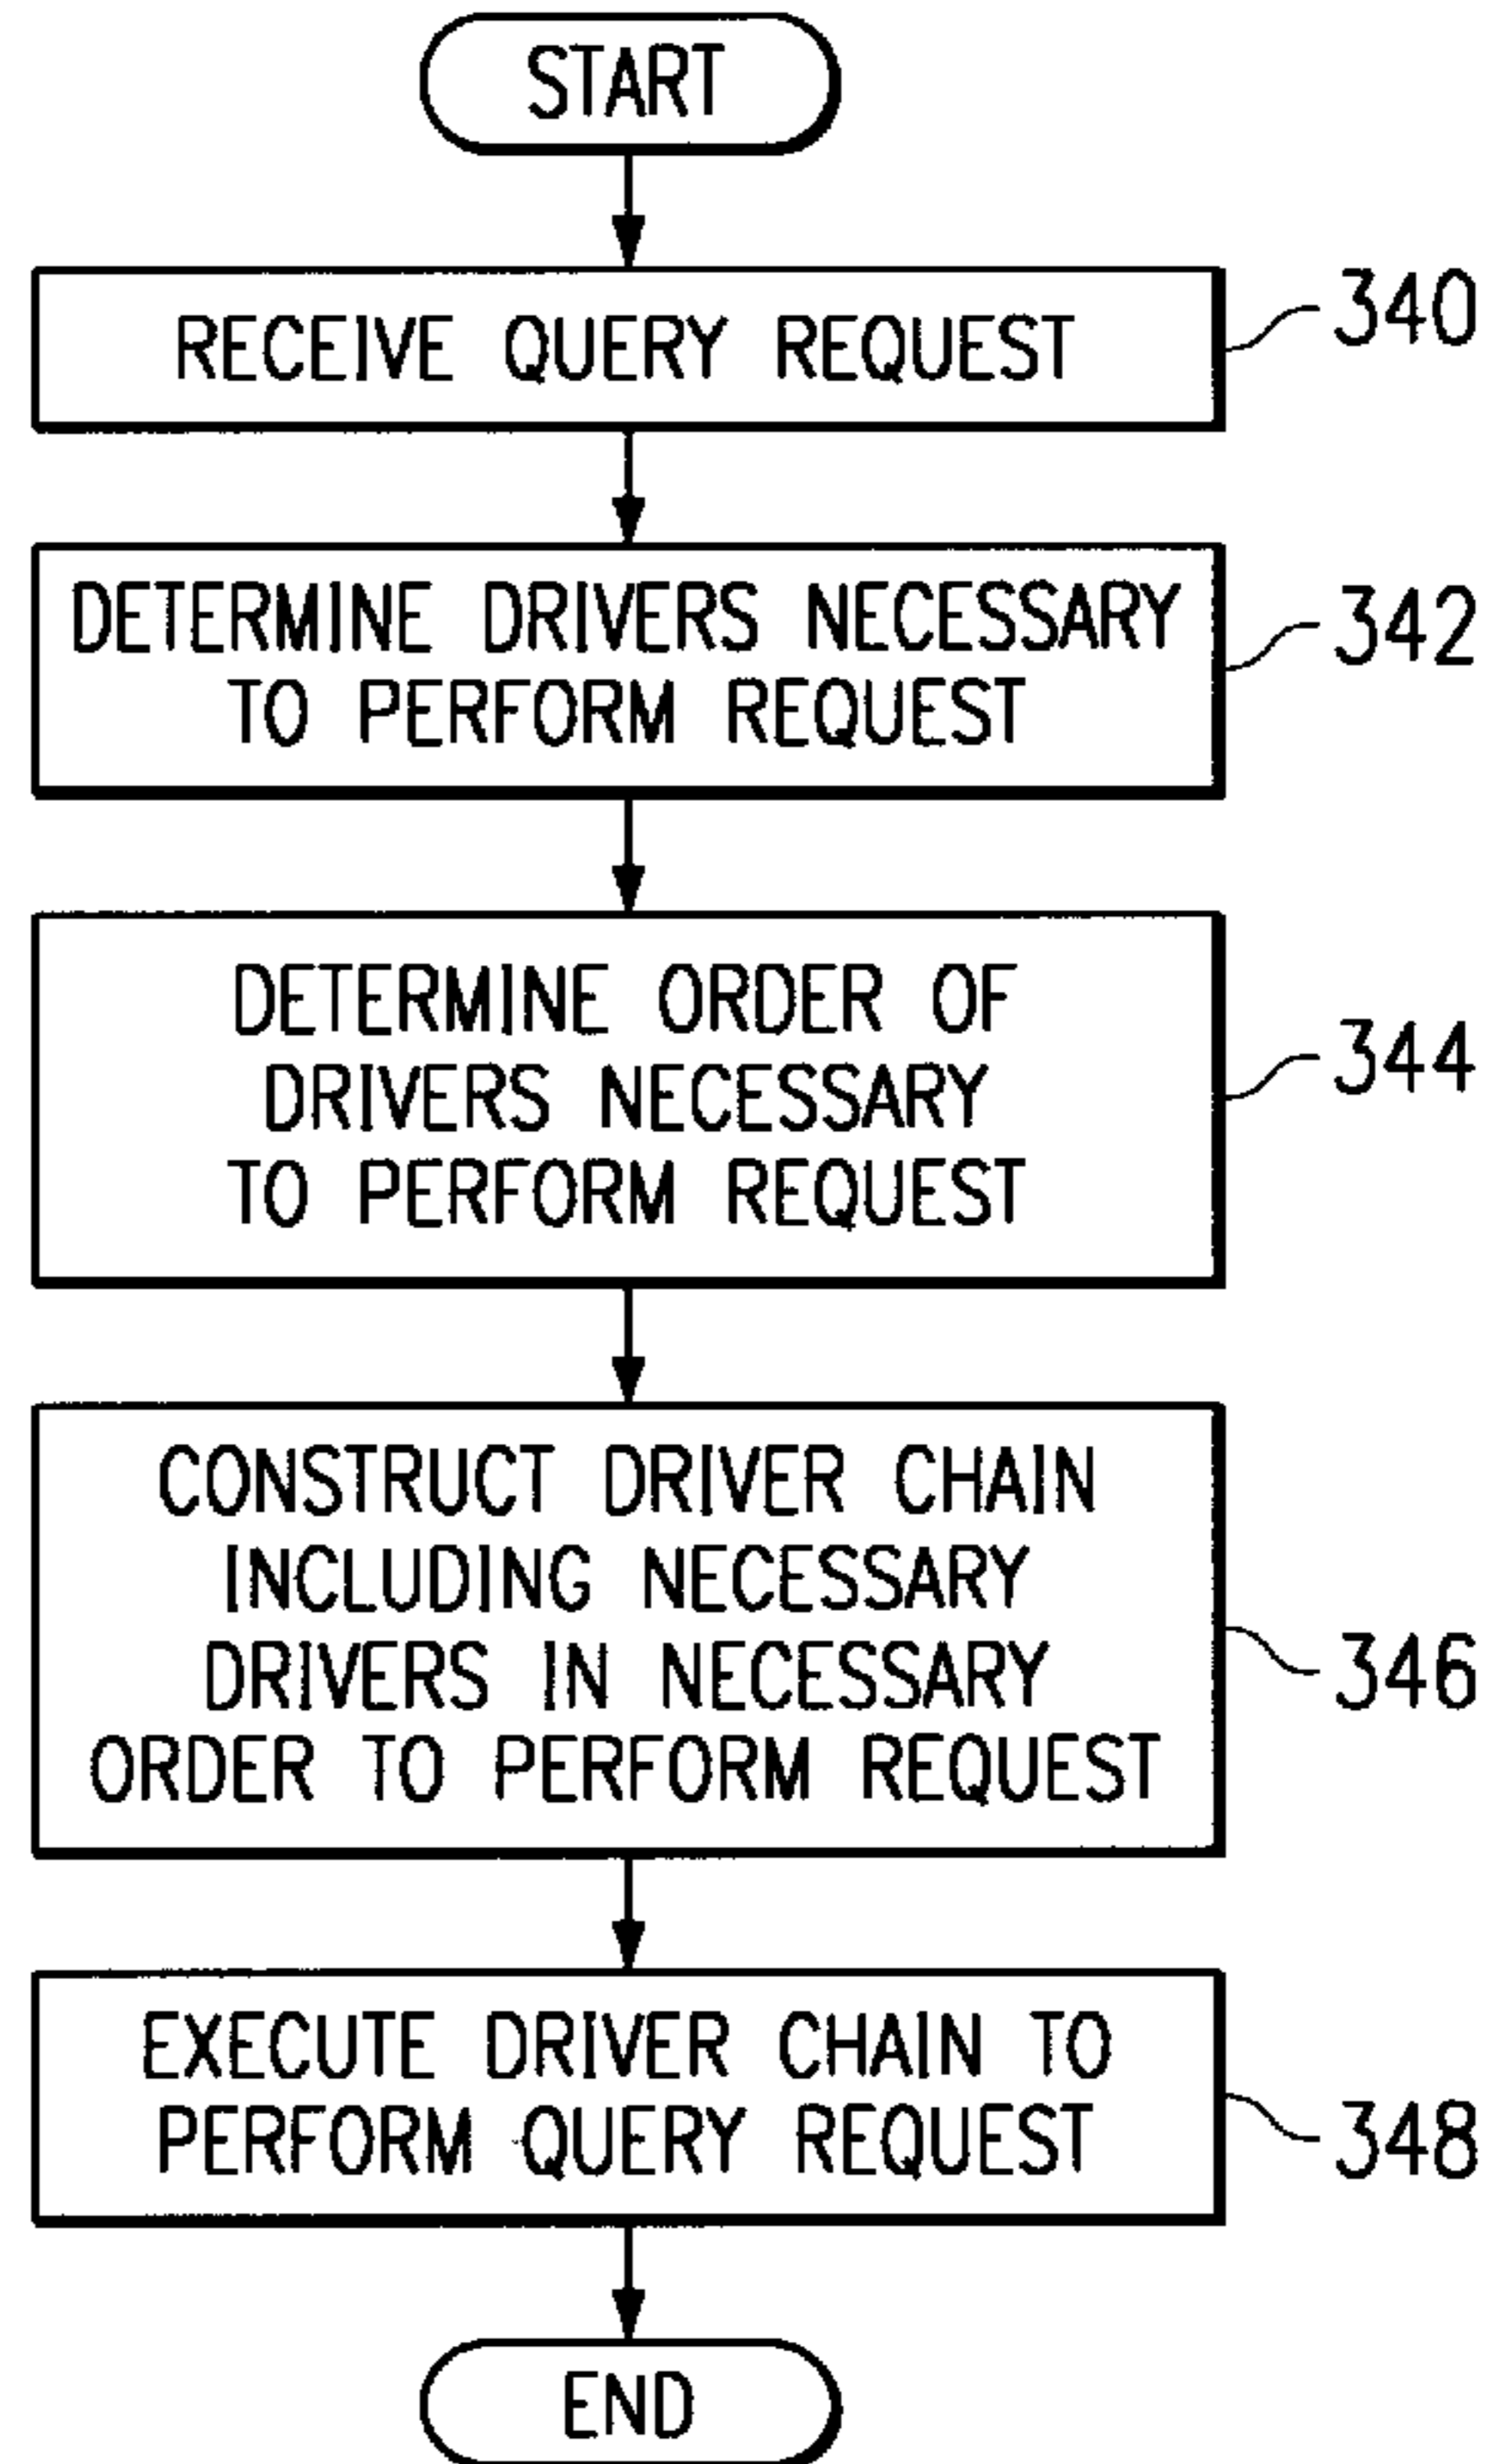 START
RECEIVE QUERY REQUEST
340
DETERMINE DRIVERS NECESSARY
TO PERFORM REQUEST
342
DETERMINE ORDER OF
DRIVERS NECESSARY
TO PERFORM REQUEST
344
CONSTRUCT DRIVER CHAIN
INCLUDING NECESSARY
DRIVERS IN NECESSARY
ORDER TO PERFORM REQUEST
346
EXECUTE DRIVER CHAIN TO
PERFORM QUERY REQUEST
348
END